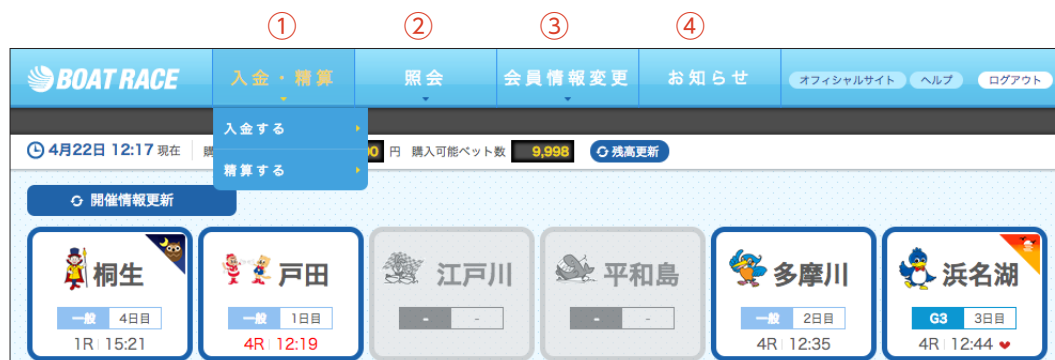 ① ② ③ ④
BOAT RACE 入金・精算 照会 会員情報変更 お知らせ オフィシャルサイト ヘルプ ログアウト
入金する
4月22日 12:17 現在 円 購入可能ベット数 9,998 残高更新
精算する
開催情報更新
桐生 戸田 江戸川 平和島 多摩川 浜名湖
一般 4日目 一般 1日目 - - - - 一般 2日目 G3 3日目
1R 15:21 4R 12:19 4R 12:35 4R 12:44